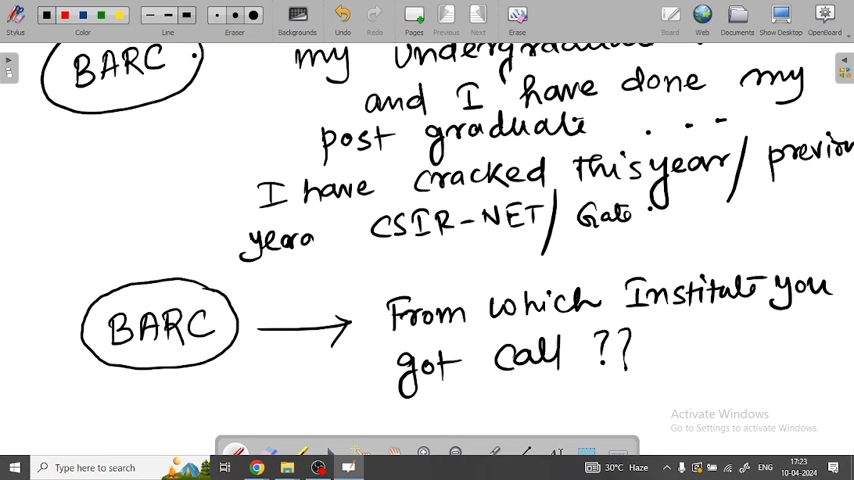 Stylus
Color
Line
Eraser
Backgrounds
Undo
Redo
Pages
Previous
Next
Erase
Board
Web
Documents
Show Desktop
OpenBoard
BARC
my Undergraduate
and I have done my
post graduate . . . .
I have cracked this year/ previou
years CSIR-NET/ Gate.
BARC → From which Institute you
got call ??
Activate Windows
Go to Settings to activate Windows.
Type here to search
30°C Haze
ENG
17:23
10-04-2024